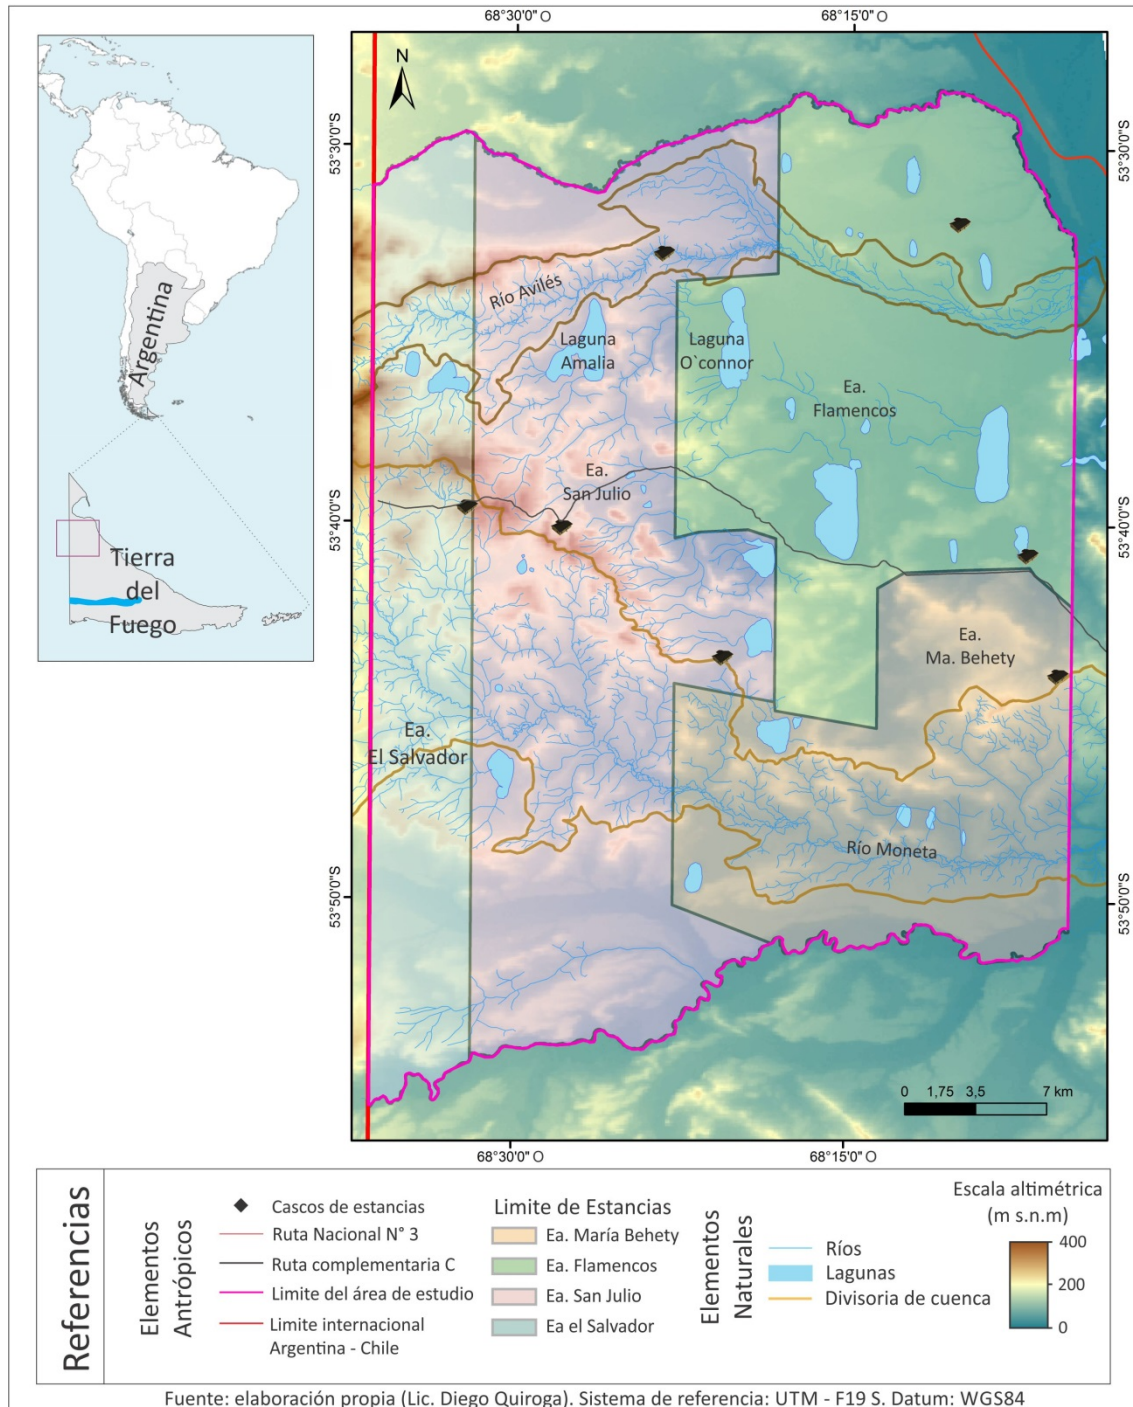 68°30'0" O
68°15'0" O
N
53°30'0"S
53°30'0"S
Argentina
Río Avilés
Laguna
Amalia
Laguna
O`connor
Ea.
Flamencos
Ea.
San Julio
53°40'0"S
53°40'0"S
Tierra
del
Fuego
Ea.
Ma. Behety
Ea.
El Salvador
Río Moneta
53°50'0"S
53°50'0"S
0 1,75 3,5 7 km
68°30'0" O
68°15'0" O
Referencias
Elementos
Antrópicos
Cascos de estancias
Ruta Nacional N° 3
Ruta complementaria C
Limite del área de estudio
Limite internacional
Argentina - Chile
Limite de Estancias
Ea. María Behety
Ea. Flamencos
Ea. San Julio
Ea el Salvador
Elementos
Naturales
Ríos
Lagunas
Divisoria de cuenca
Escala altimétrica
(m s.n.m)
400
200
0
Fuente: elaboración propia (Lic. Diego Quiroga). Sistema de referencia: UTM - F19 S. Datum: WGS84